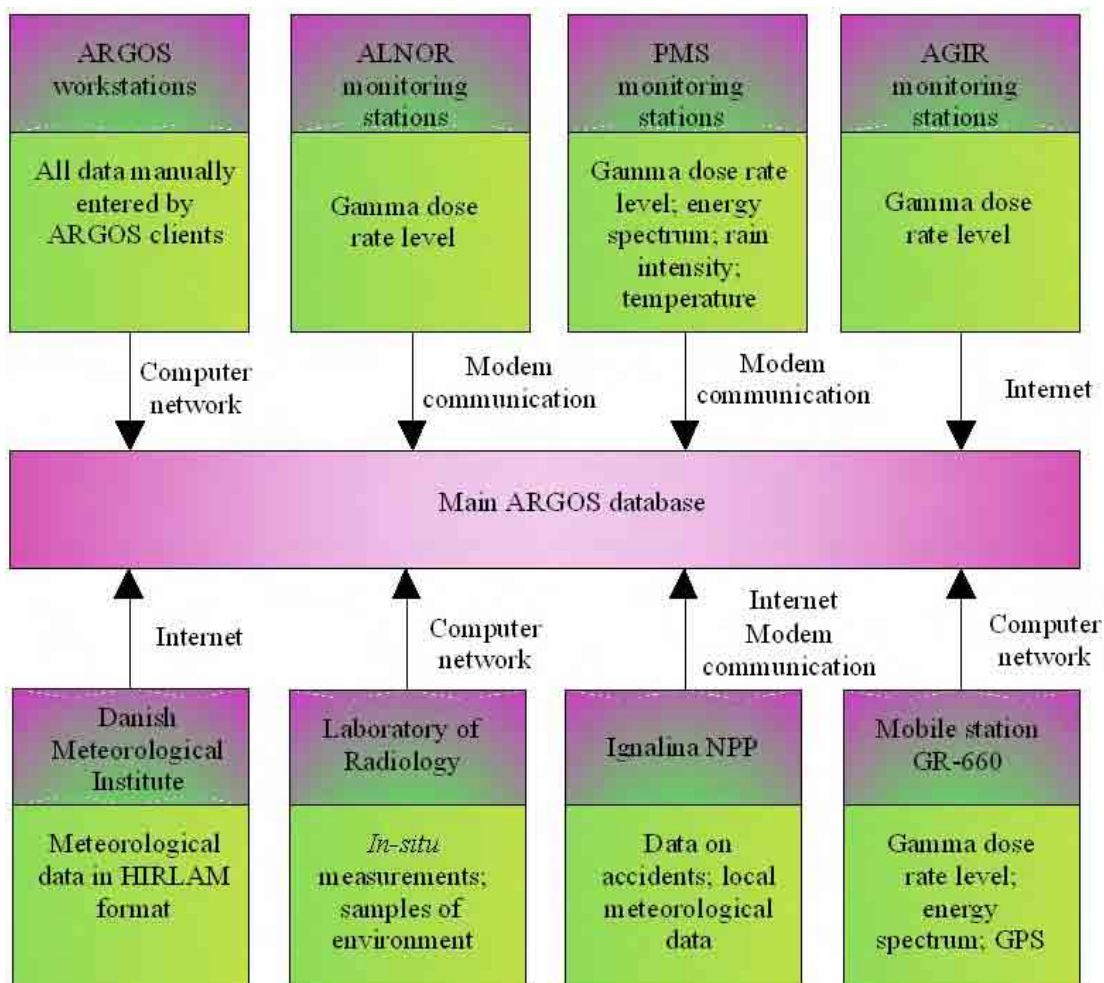 ARGOS
workstations
All data manually
entered by
ARGOS clients
Computer
network
ALNOR
monitoring
stations
Gamma dose
rate level
Modem
communication
PMS
monitoring
stations
Gamma dose rate
level; energy
spectrum; rain
intensity;
temperature
Modem
communication
AGIR
monitoring
stations
Gamma dose
rate level
Internet
Main ARGOS database
Internet
Danish
Meteorological
Institute
Meteorological
data in HIRLAM
format
Computer
network
Laboratory of
Radiology
In-situ
measurements;
samples of
environment
Internet
Modem
communication
Ignalina NPP
Data on
accidents; local
meteorological
data
Computer
network
Mobile station
GR-660
Gamma dose
rate level;
energy
spectrum; GPS